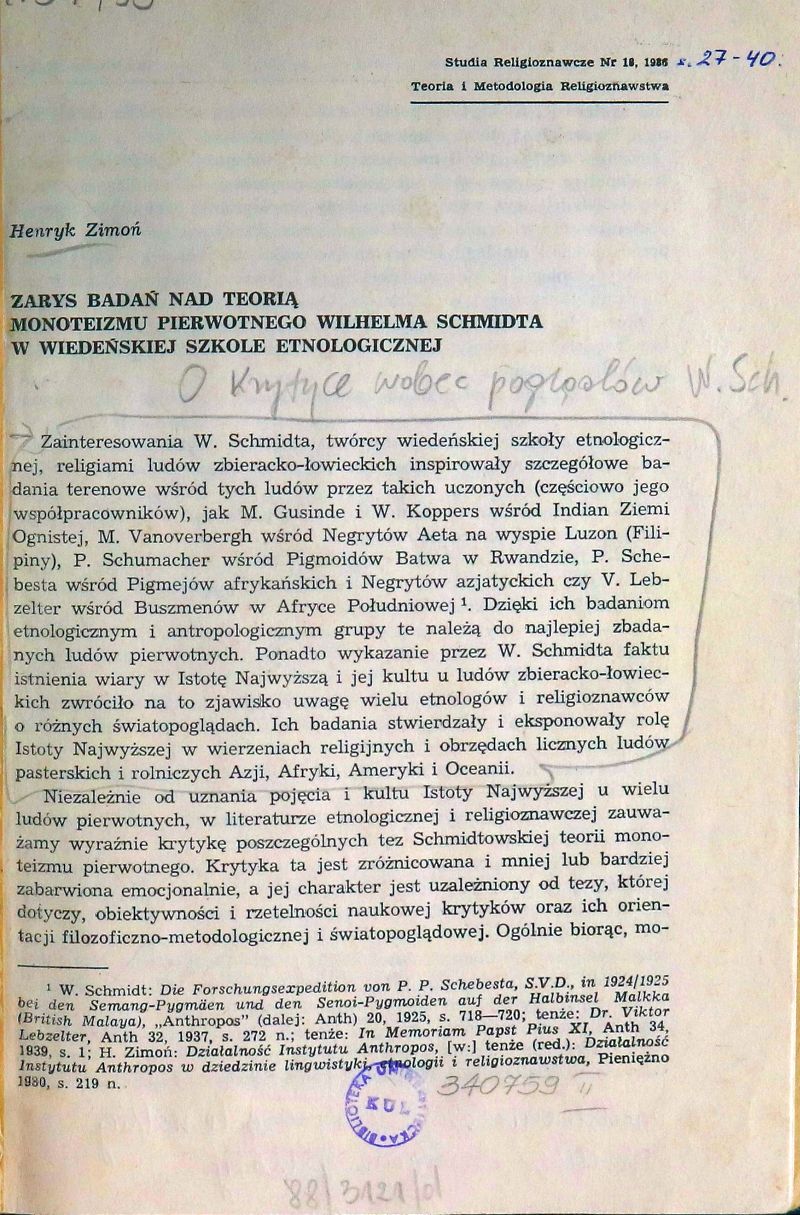 Studia Religioznawcze Nr 19, 1986 s. 27-40.
Teoria i Metodologia Religioznawstwa
Henryk Zimoń
ZARYS BADAŃ NAD TEORIĄ
MONOTEIZMU PIERWOTNEGO WILHELMA SCHMIDTA
W WIEDEŃSKIEJ SZKOLE ETNOLOGICZNEJ
O Krytyce wobec poglądów W. Sch.
Zainteresowania W. Schmidta, twórcy wiedeńskiej szkoły etnologicz-
nej, religiami ludów zbieracko-łowieckich inspirowały szczegółowe ba-
dania terenowe wśród tych ludów przez takich uczonych (częściowo jego
współpracowników), jak M. Gusinde i W. Koppers wśród Indian Ziemi
Ognistej, M. Vanoverbergh wśród Negrytów Aeta na wyspie Luzon (Fili-
piny), P. Schumacher wśród Pigmoidów Batwa w Rwandzie, P. Sche-
besta wśród Pigmejów afrykańskich i Negrytów azjatyckich czy V. Leb-
zelter wśród Buszmenów w Afryce Południowej ¹. Dzięki ich badaniom
etnologicznym i antropologicznym grupy te należą do najlepiej zbada-
nych ludów pierwotnych. Ponadto wykazanie przez W. Schmidta faktu
istnienia wiary w Istotę Najwyższą i jej kultu u ludów zbieracko-łowiec-
kich zwróciło na to zjawisko uwagę wielu etnologów i religioznawców
o różnych światopoglądach. Ich badania stwierdzały i eksponowały rolę
Istoty Najwyższej w wierzeniach religijnych i obrzędach licznych ludów
pasterskich i rolniczych Azji, Afryki, Ameryki i Oceanii.
Niezależnie od uznania pojęcia i kultu Istoty Najwyższej u wielu
ludów pierwotnych, w literaturze etnologicznej i religioznawczej zauwa-
żamy wyraźnie krytykę poszczególnych tez Schmidtowskiej teorii mono-
teizmu pierwotnego. Krytyka ta jest zróżnicowana i mniej lub bardziej
zabarwiona emocjonalnie, a jej charakter jest uzależniony od tezy, której
dotyczy, obiektywności i rzetelności naukowej krytyków oraz ich orien-
tacji filozoficzno-metodologicznej i światopoglądowej. Ogólnie biorąc, mo-
¹ W. Schmidt: Die Forschungsexpedition von P. P. Schebesta, S.V.D., in 1924/1925
bei den Semang-Pygmäen und den Senoi-Pygmoiden auf der Halbinsel Malkka
(British Malaya), „Anthropos" (dalej: Anth) 20, 1925, s. 718—720; tenże: Dr. Viktor
Lebzelter, Anth 32, 1937, s. 272 n.; tenże: In Memoriam Papst Pius XI, Anth 34,
1939, s. 1; H. Zimoń: Działalność Instytutu Anthropos, [w:] tenże (red.): Działalność
Instytutu Anthropos w dziedzinie lingwistyki, etnologii i religioznawstwa, Pieniężno
1980, s. 219 n.
KUL
340759 II
88/3121/d